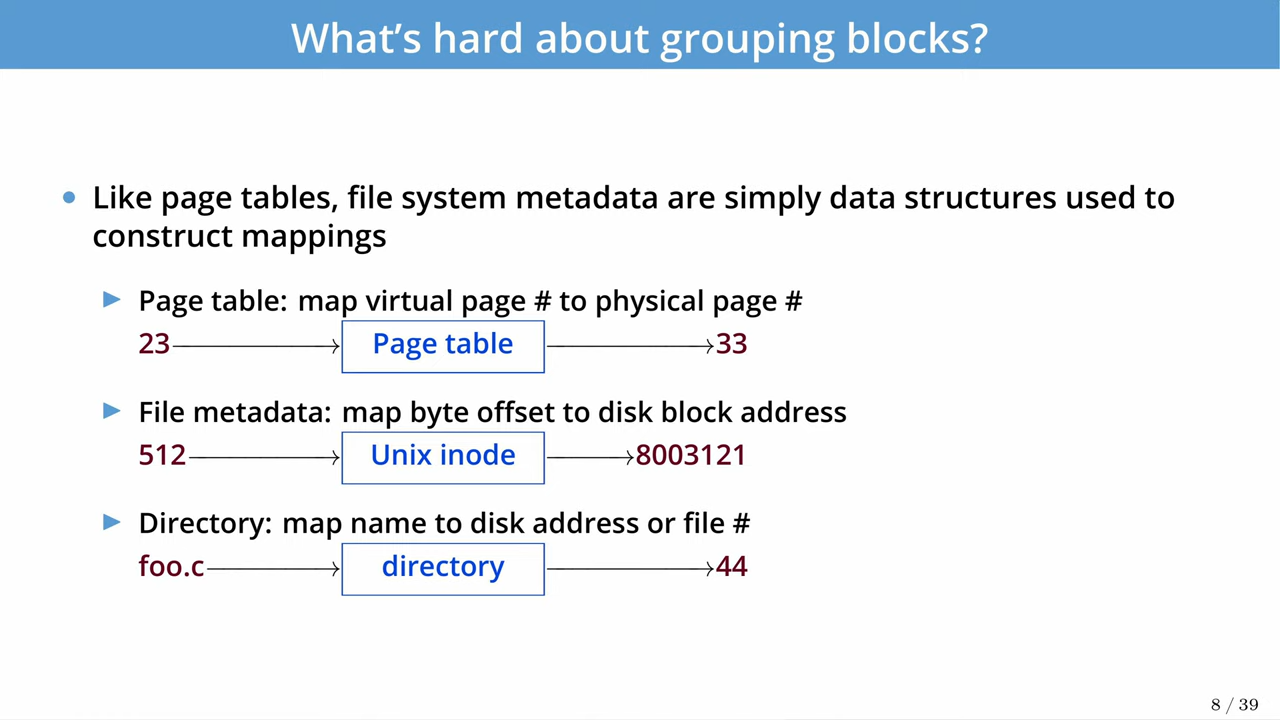 What’s hard about grouping blocks?
Like page tables, file system metadata are simply data structures used to
construct mappings
Page table: map virtual page # to physical page #
23 Page table 33
File metadata: map byte offset to disk block address
512 Unix inode 8003121
Directory: map name to disk address or file #
foo.c directory 44
8 / 39